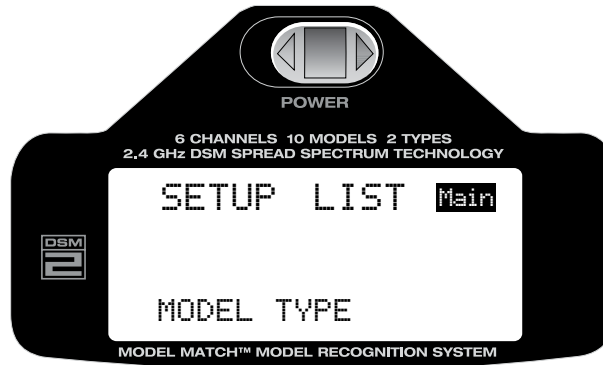 POWER
6 CHANNELS 10 MODELS 2 TYPES
2.4 GHz DSM SPREAD SPECTRUM TECHNOLOGY
SETUP LIST Main
DSM
2
MODEL TYPE
MODEL MATCH™ MODEL RECOGNITION SYSTEM